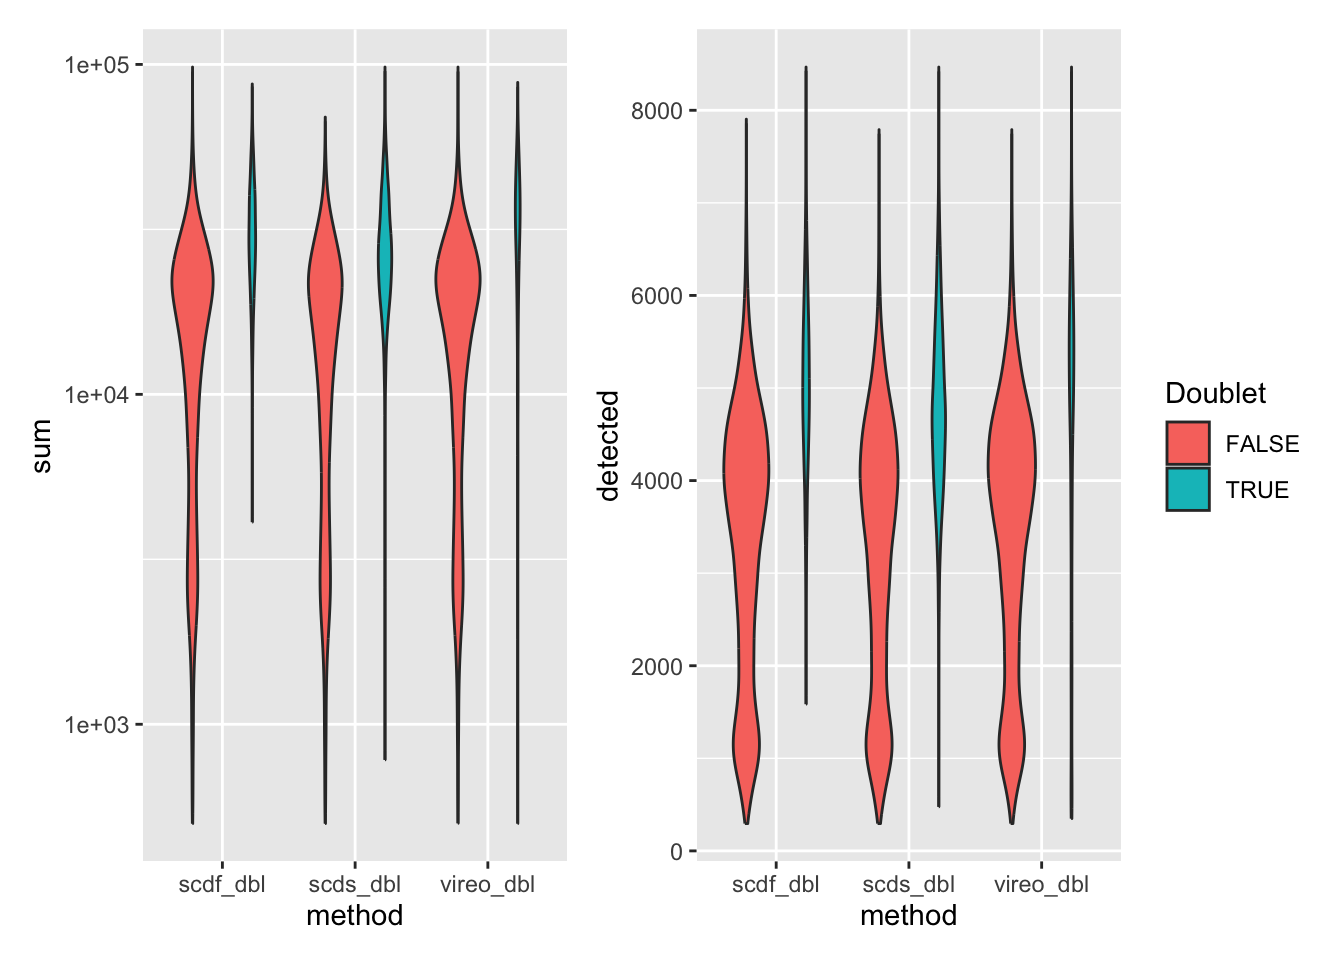 1e+05
1e+04
1e+03
sum
scdf_dbl
scds_dbl
vireo_dbl
method
8000
6000
4000
2000
0
detected
scdf_dbl
scds_dbl
vireo_dbl
method
Doublet
FALSE
TRUE